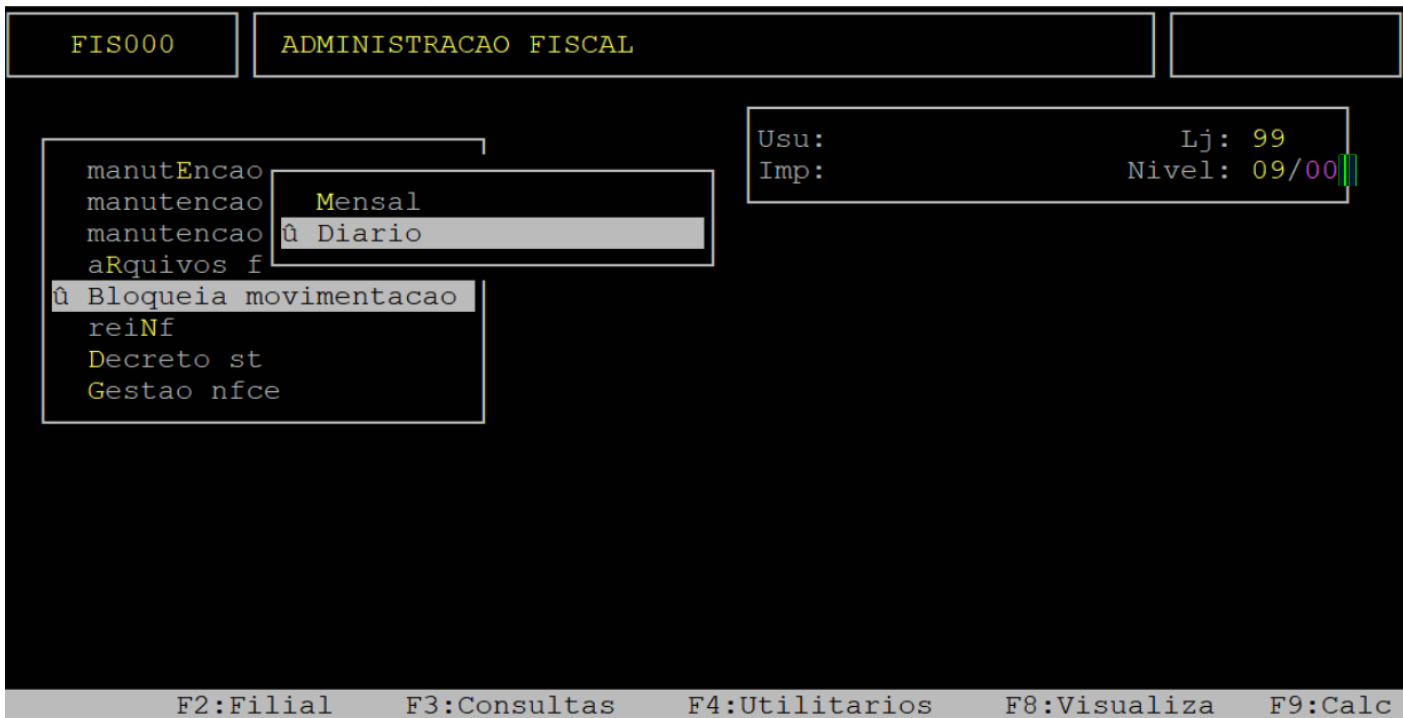 FIS000 ADMINISTRACAO FISCAL
Usu: Lj: 99
Imp: Nivel: 09/00
manutEncao
manutencao
manutencao
aRquivos f
û Bloqueia movimentacao
reiNf
Decreto st
Gestao nfce
Mensal
û Diario
F2:Filial F3:Consultas F4:Utilitarios F8:Visualiza F9:Calc